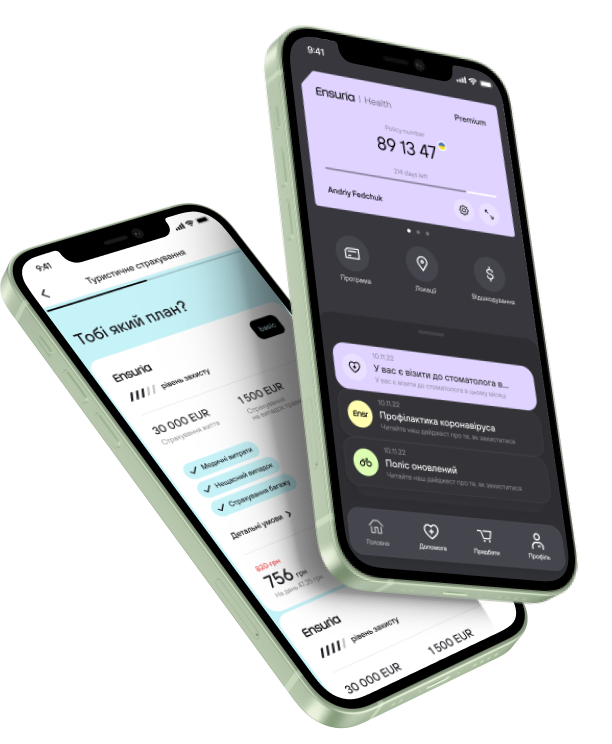 9:41
Ensuria | Health
Premium
Policy number
89 13 47
214 days left
Andriy Fedchuk
Програма
Локації
Відшкодування
10.11.22
У вас є візити до стоматолога в...
У вас є візити до стоматолога в цьому місяці
Ensr
10.11.22
Профілактика коронавіруса
Читайте наш дайджест про те, як захиститися
10.11.22
Поліс оновлений
Читайте наш дайджест про те, як захиститися
Головна
Допомога
Придбати
Профіль
9:41
Туристичне страхування
Тобі який план?
Ensuria
basic
рівень захисту
30 000 EUR
Страхування життя
1 500 EUR
Страхування
на випадок
Медичні витрати
Нещасний випадок
Страхування багажу
Детальні умови
820 грн
756 грн
На день 47,25 грн
Ensuria
рівень захисту
30 000 EUR
1 500 EUR